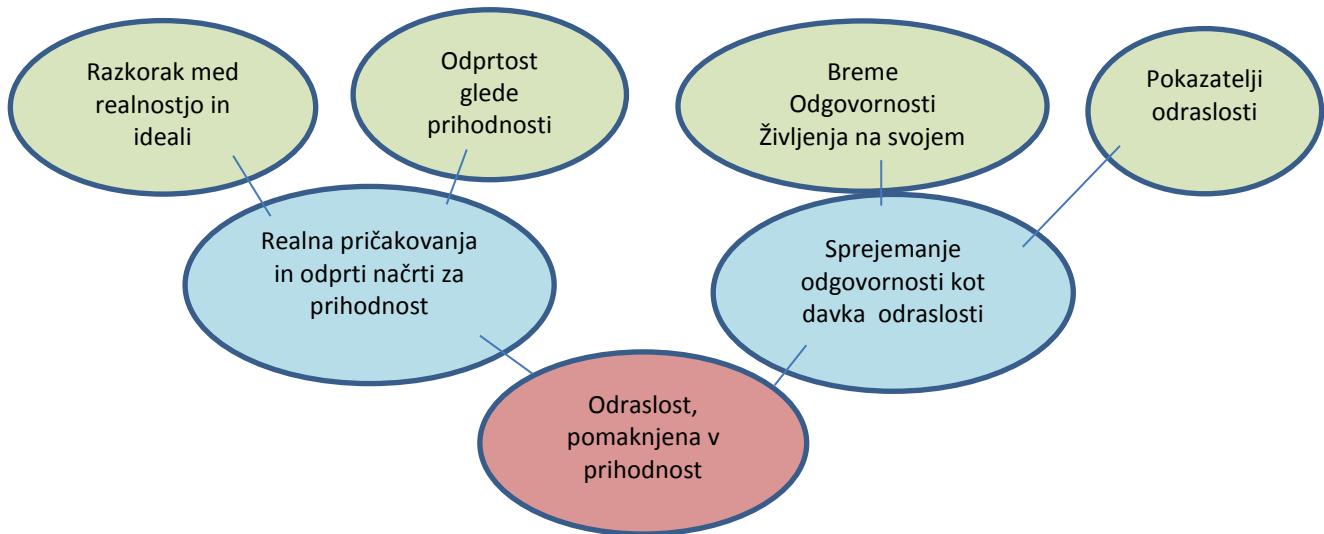 Razkorak med
realnostjo in
ideali
Odprtost
glede
prihodnosti
Breme
Odgovornosti
Življenja na svojem
Pokazatelji
odraslosti
Realna pričakovanja
in odprti načrti za
prihodnost
Sprejemanje
odgovornosti kot
davka odraslosti
Odraslost,
pomaknjena v
prihodnost